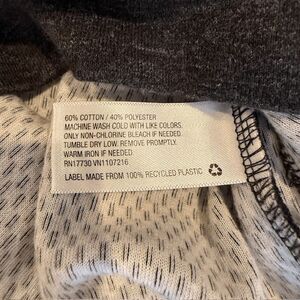 60% COTTON / 40% POLYESTER
MACHINE WASH COLD WITH LIKE COLORS.
ONLY NON-CHLORINE BLEACH IF NEEDED.
TUMBLE DRY LOW. REMOVE PROMPTLY.
WARM IRON IF NEEDED
RN17730 VN1107216
LABEL MADE FROM 100% RECYCLED PLASTIC